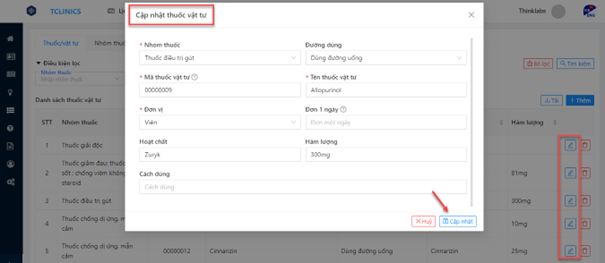 TCLINICS
Thinklabs
Cập nhật thuốc vật tư
Thuốc/vật tư
Nhóm thuốc
Điều kiện lọc
Nhóm thuốc
Bỏ lọc
Tìm kiếm
Danh sách thuốc vật tư
Tải
Thêm
* Nhóm thuốc
Đường dùng
Thuốc điều trị gút
Dùng đường uống
* Mã thuốc vật tư
* Tên thuốc vật tư
00000009
Allopurinol
* Đơn vị
Đơn 1 ngày
Viên
Đơn một ngày
Hoạt chất
Hàm lượng
Zuryk
300mg
Cách dùng
Cách dùng
Huỷ
Cập nhật
STT
Nhóm thuốc
Hàm lượng
1
Thuốc giải độc
2
Thuốc giảm đau; thuốc
sốt; chống viêm không
steroid
81mg
3
Thuốc điều trị gút
300mg
4
Thuốc chống dị ứng, mẫn
cảm
10mg
5
Thuốc chống dị ứng, mẫn
cảm
00000012
Cinnarizin
Dùng đường uống
Cinnarizin
25mg